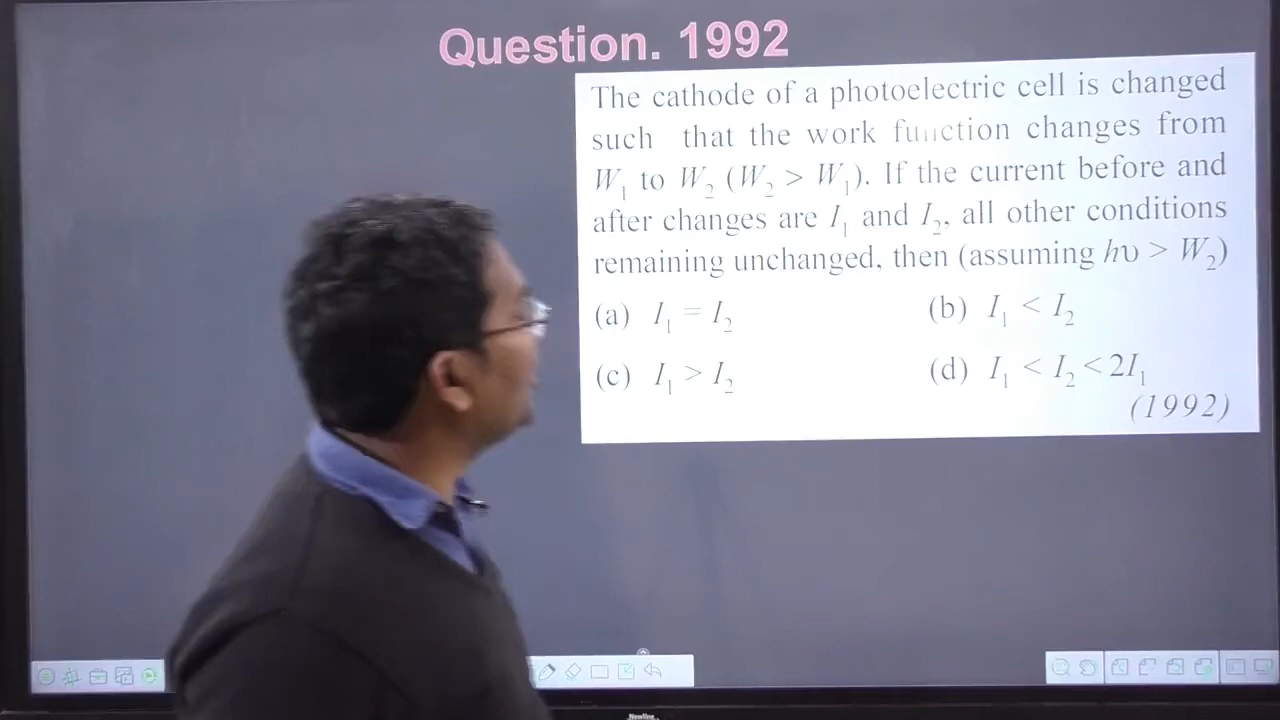 Question. 1992
The cathode of a photoelectric cell is changed
such that the work function changes from
W₁ to W₂ (W₂ > W₁). If the current before and
after changes are I₁ and I₂, all other conditions
remaining unchanged, then (assuming hυ > W₂)
(a) I₁ = I₂ (b) I₁ < I₂
(c) I₁ > I₂ (d) I₁ < I₂ < 2I₁
(1992)
Newline